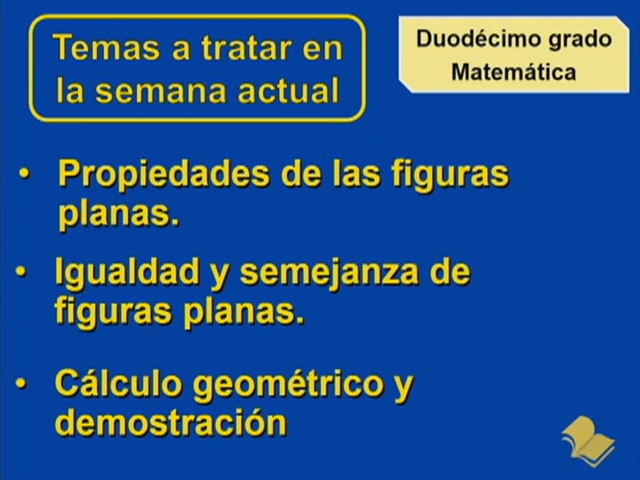 Temas a tratar en
la semana actual
Duodécimo grado
Matemática
• Propiedades de las figuras
planas.
• Igualdad y semejanza de
figuras planas.
• Cálculo geométrico y
demostración